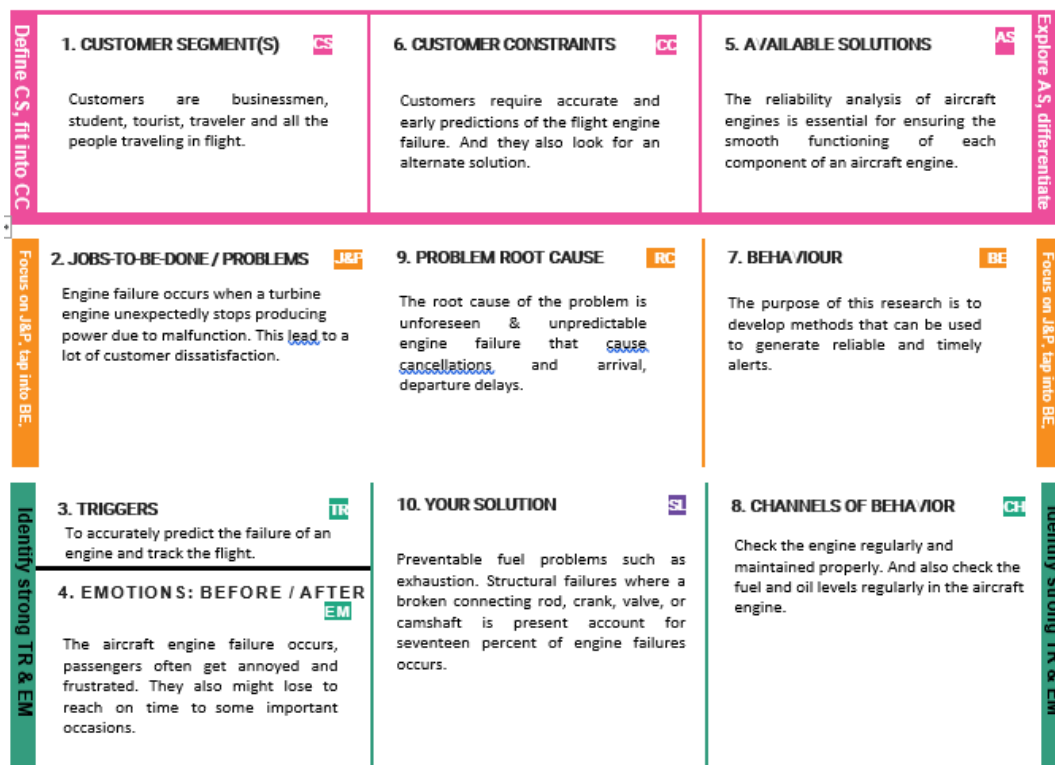 Define CS, fit into CC
1. CUSTOMER SEGMENT(S)
CS
Customers are businessmen,
student, tourist, traveler and all the
people traveling in flight.
6. CUSTOMER CONSTRAINTS
CC
Customers require accurate and
early predictions of the flight engine
failure. And they also look for an
alternate solution.
5. AVAILABLE SOLUTIONS
AS
The reliability analysis of aircraft
engines is essential for ensuring the
smooth functioning of each
component of an aircraft engine.
Explore AS, differentiate
Focus on J&P, tap into BE,
2. JOBS-TO-BE-DONE / PROBLEMS
J&P
Engine failure occurs when a turbine
engine unexpectedly stops producing
power due to malfunction. This lead to a
lot of customer dissatisfaction.
9. PROBLEM ROOT CAUSE
RC
The root cause of the problem is
unforeseen & unpredictable
engine failure that cause
cancellations and arrival,
departure delays.
7. BEHAVIOUR
BE
The purpose of this research is to
develop methods that can be used
to generate reliable and timely
alerts.
Focus on J&P, tap into BE,
Identify strong TR & EM
3. TRIGGERS
TR
To accurately predict the failure of an
engine and track the flight.
4. EMOTIONS: BEFORE / AFTER
EM
The aircraft engine failure occurs,
passengers often get annoyed and
frustrated. They also might lose to
reach on time to some important
occasions.
10. YOUR SOLUTION
SL
Preventable fuel problems such as
exhaustion. Structural failures where a
broken connecting rod, crank, valve, or
camshaft is present account for
seventeen percent of engine failures
occurs.
8. CHANNELS OF BEHAVIOR
CH
Check the engine regularly and
maintained properly. And also check the
fuel and oil levels regularly in the aircraft
engine.
Identify strong TR & EM